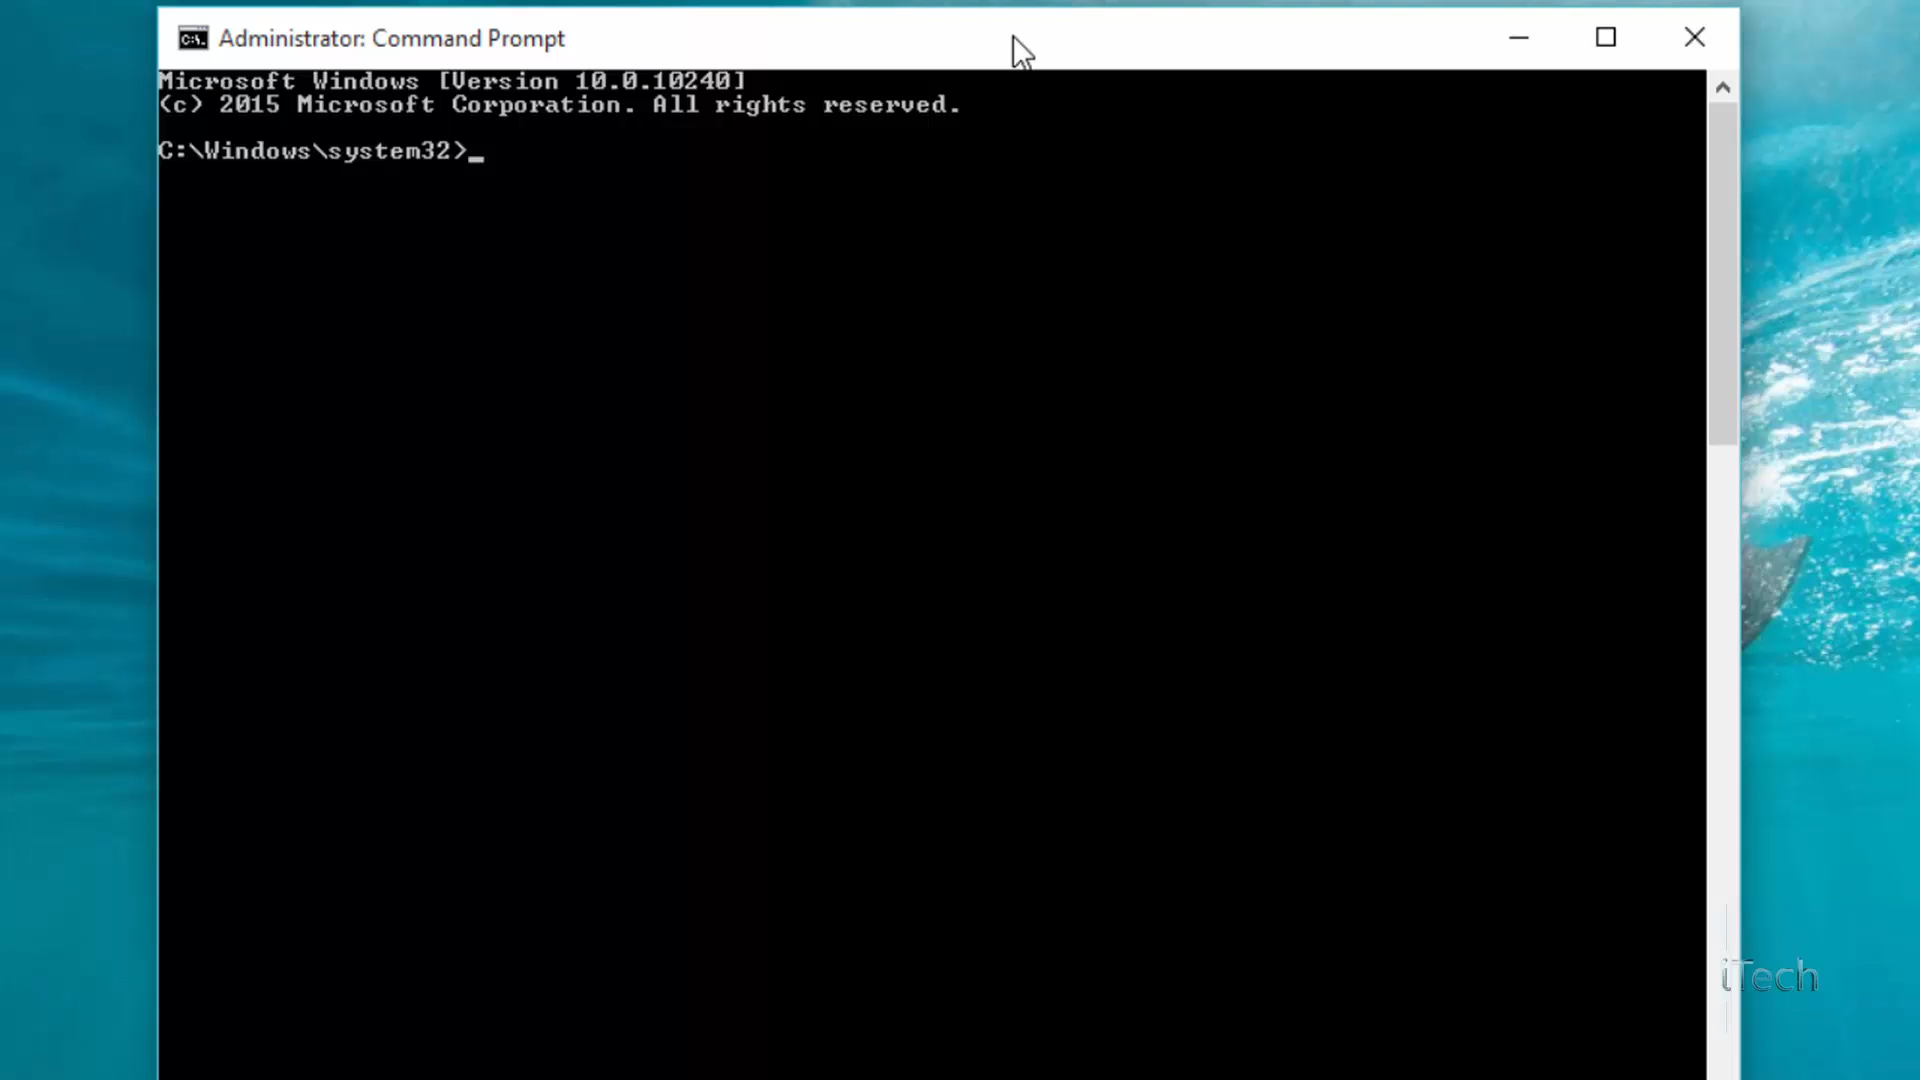 Administrator: Command Prompt
Microsoft Windows [Version 10.0.10240]
(c) 2015 Microsoft Corporation. All rights reserved.
C:\Windows\system32>_
iTech